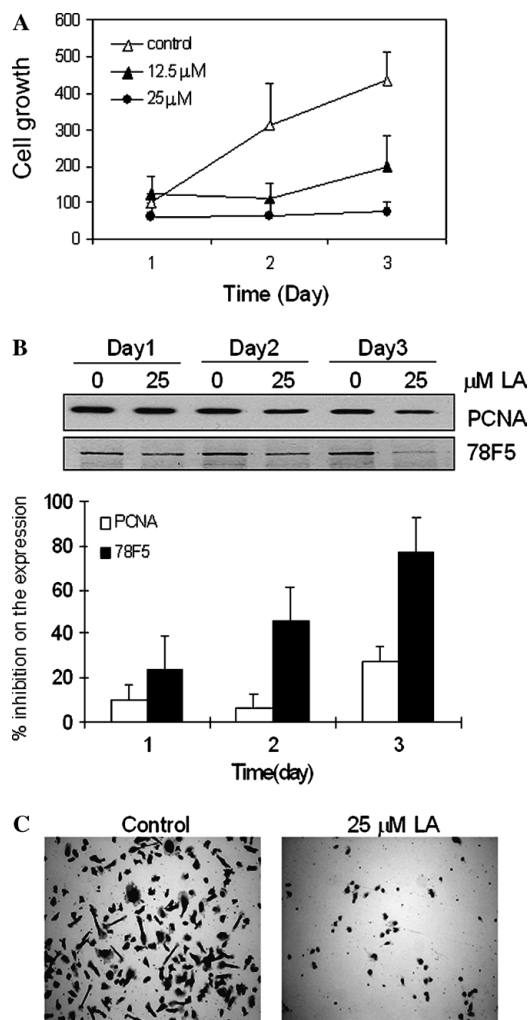 A
600
500
400
300
200
100
0
Cell growth
control
12.5 μM
25 μM
1 2 3
Time (Day)
B
Day1 Day2 Day3
0 25 0 25 0 25 μM LA
PCNA
78F5
100
80
60
40
20
0
% inhibition on the expression
PCNA
78F5
1 2 3
Time(day)
C
Control 25 μM LA